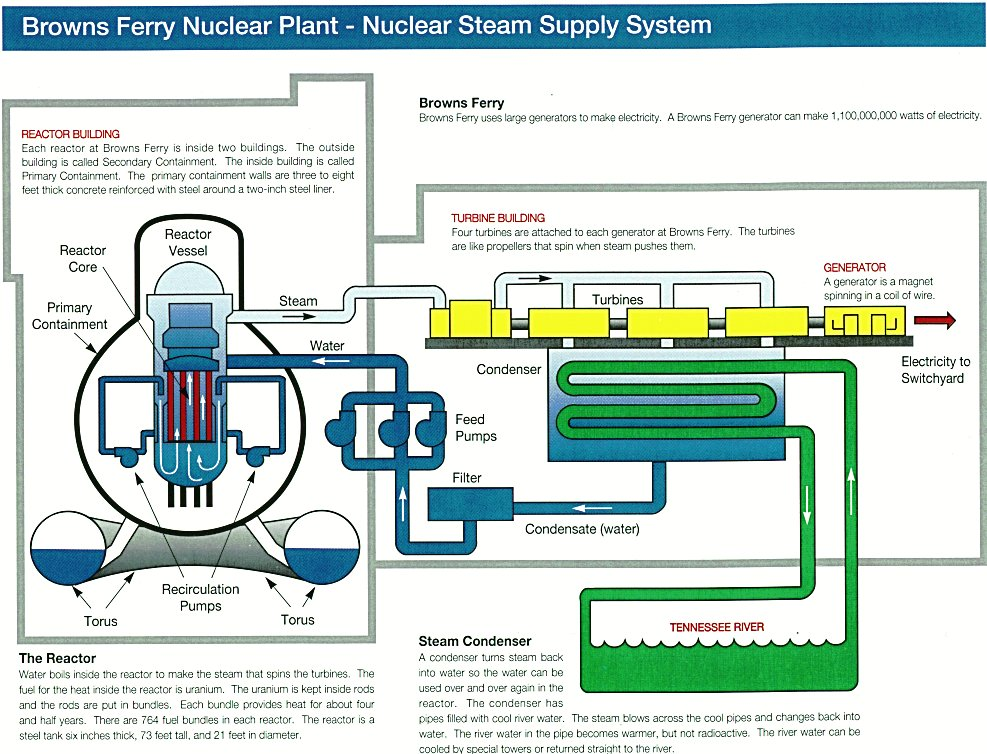 Browns Ferry Nuclear Plant - Nuclear Steam Supply System
Browns Ferry
Browns Ferry uses large generators to make electricity. A Browns Ferry generator can make 1,100,000,000 watts of electricity.
REACTOR BUILDING
Each reactor at Browns Ferry is inside two buildings. The outside
building is called Secondary Containment. The inside building is called
Primary Containment. The primary containment walls are three to eight
feet thick concrete reinforced with steel around a two-inch steel liner.
TURBINE BUILDING
Four turbines are attached to each generator at Browns Ferry. The turbines
are like propellers that spin when steam pushes them.
GENERATOR
A generator is a magnet
spinning in a coil of wire.
Reactor
Vessel
Reactor
Core
Primary
Containment
Steam
Turbines
Water
Condenser
Electricity to
Switchyard
Feed
Pumps
Filter
Condensate (water)
Recirculation
Pumps
Torus
Torus
TENNESSEE RIVER
The Reactor
Water boils inside the reactor to make the steam that spins the turbines. The
fuel for the heat inside the reactor is uranium. The uranium is kept inside rods
and the rods are put in bundles. Each bundle provides heat for about four
and half years. There are 764 fuel bundles in each reactor. The reactor is a
steel tank six inches thick, 73 feet tall, and 21 feet in diameter.
Steam Condenser
A condenser turns steam back
into water so the water can be
used over and over again in the
reactor. The condenser has
pipes filled with cool river water. The steam blows across the cool pipes and changes back into
water. The river water in the pipe becomes warmer, but not radioactive. The river water can be
cooled by special towers or returned straight to the river.